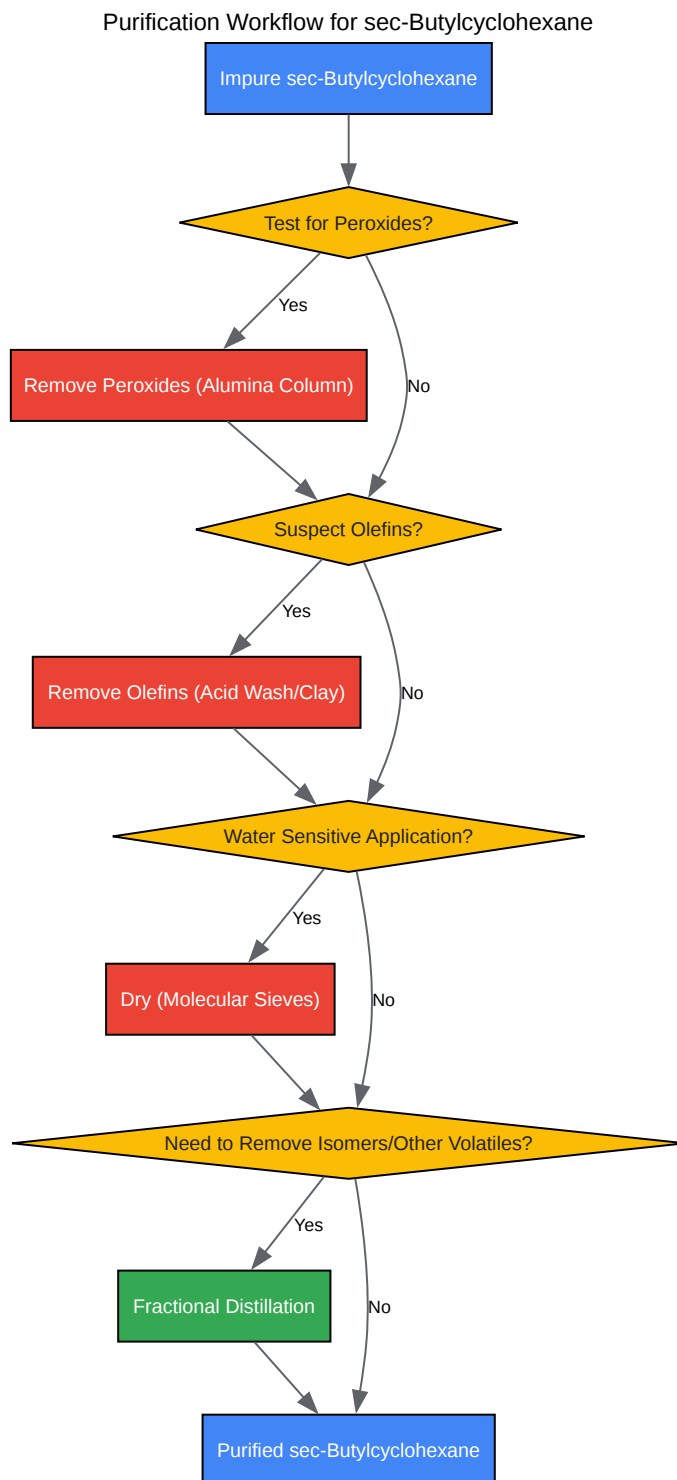 Purification Workflow for sec-Butylcyclohexane
Impure sec-Butylcyclohexane
Test for Peroxides?
Yes
Remove Peroxides (Alumina Column)
No
Suspect Olefins?
Yes
Remove Olefins (Acid Wash/Clay)
No
Water Sensitive Application?
Yes
Dry (Molecular Sieves)
No
Need to Remove Isomers/Other Volatiles?
Yes
Fractional Distillation
No
Purified sec-Butylcyclohexane